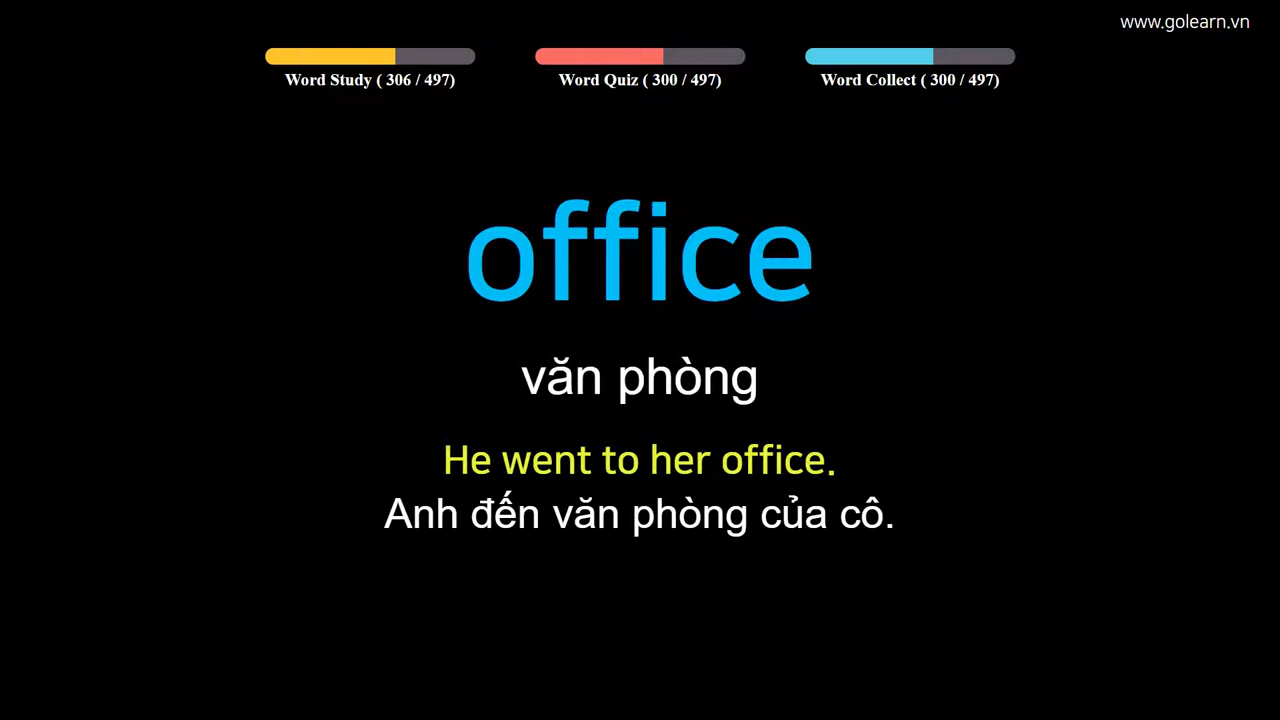 www.golearn.vn
Word Study ( 306 / 497)
Word Quiz ( 300 / 497)
Word Collect ( 300 / 497)
office
văn phòng
He went to her office.
Anh đến văn phòng của cô.